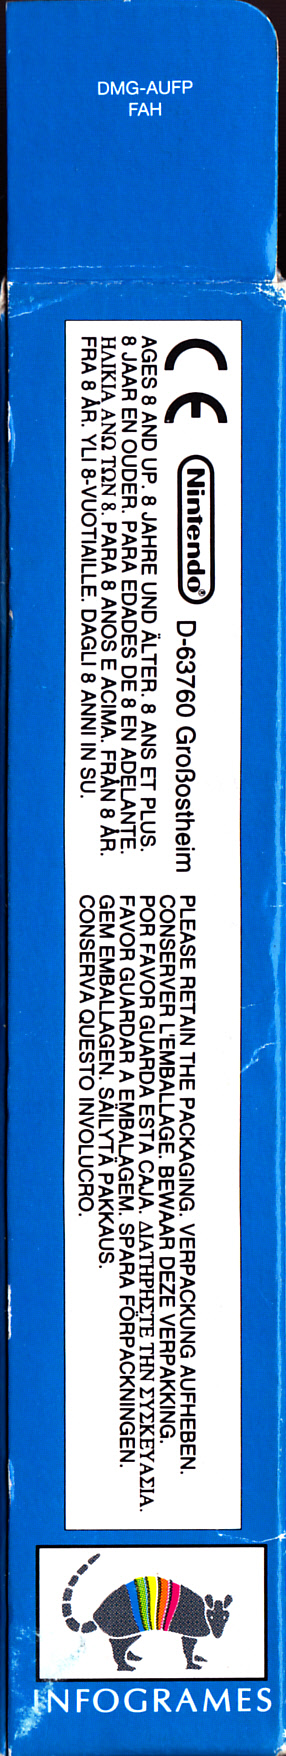 DMG-AUFP
FAH
CE
Nintendo®
D-63760 Großostheim
AGES 8 AND UP. 8 JAHRE UND ÄLTER. 8 ANS ET PLUS.
8 JAAR EN OUDER. PARA EDADES DE 8 EN ADELANTE.
ΗΛΙΚΙΑ ΑΝΩ ΤΩΝ 8. PARA 8 ANOS E ACIMA. FRÅN 8 ÅR.
FRA 8 ÅR. YLI 8-VUOTIAILLE. DAGLI 8 ANNI IN SU.
PLEASE RETAIN THE PACKAGING. VERPACKUNG AUFHEBEN.
CONSERVER L'EMBALLAGE. BEWAAR DEZE VERPAKKING.
POR FAVOR GUARDA ESTA CAJA. ΔΙΑΤΗΡΗΣΤΕ ΤΗΝ ΣΥΣΚΕΥΑΣΙΑ.
FAVOR GUARDAR A EMBALAGEM. SPARA FÖRPACKNINGEN.
GEM EMBALLAGEN. SÄILYTÄ PAKKAUS.
CONSERVA QUESTO INVOLUCRO.
INFOGRAMES